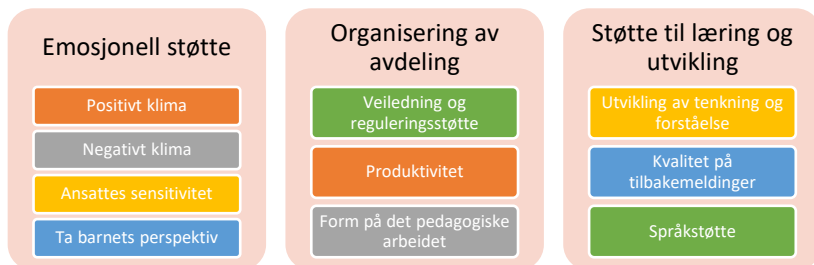 Emosjonell støtte
Positivt klima
Negativt klima
Ansattes sensitivitet
Ta barnets perspektiv
Organisering av
avdeling
Veiledning og
reguleringsstøtte
Produktivitet
Form på det pedagogiske
arbeidet
Støtte til læring og
utvikling
Utvikling av tenkning og
forståelse
Kvalitet på
tilbakemeldinger
Språkstøtte